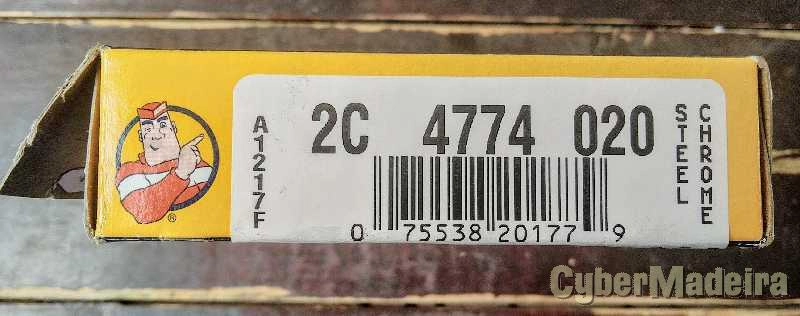 A1217F
2C 4774 020
STEEL
CHROME
0 75538 20177 9
®
CyberMadeira